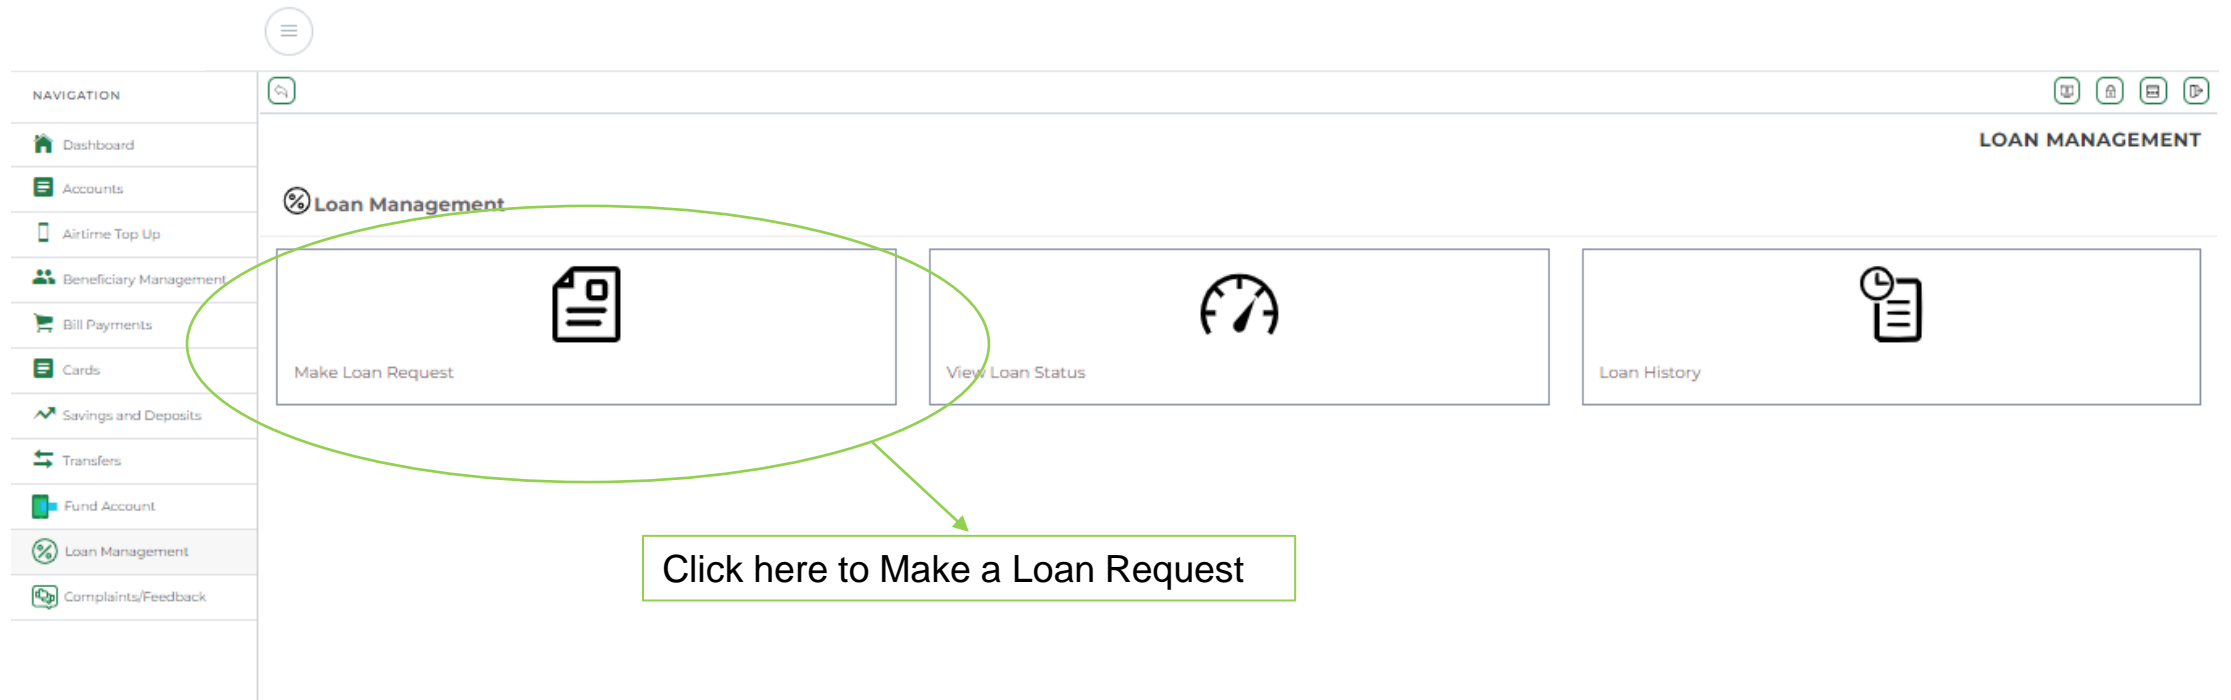 NAVIGATION
Dashboard
Accounts
Airtime Top Up
Beneficiary Management
Bill Payments
Cards
Savings and Deposits
Transfers
Fund Account
Loan Management
Complaints/Feedback
LOAN MANAGEMENT
Loan Management
Make Loan Request
View Loan Status
Loan History
Click here to Make a Loan Request